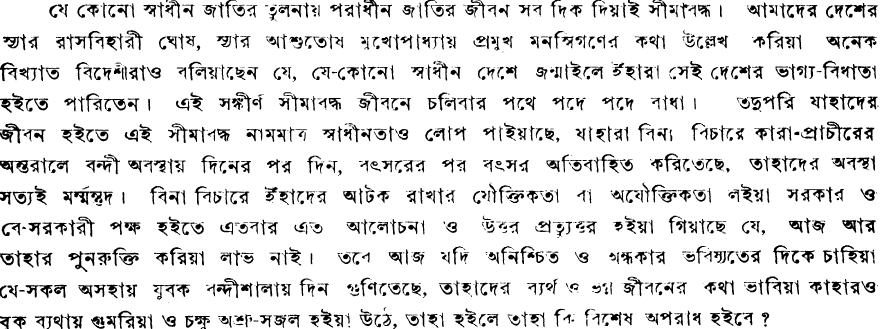 যে কোনো স্বাধীন জাতির তুলনায় পরাধীন জাতির জীবন সব দিক দিয়াই সীমাবদ্ধ। আমাদের দেশের
স্যার রাসবিহারী ঘোষ, স্যার আশুতোষ মুখোপাধ্যায় প্রমুখ মনস্বিগণের কথা উল্লেখ করিয়া অনেক
বিখ্যাত বিদেশীরাও বলিয়াছেন যে, যে-কোনো স্বাধীন দেশে জন্মাইলে ইঁহারা সেই দেশের ভাগ্য-বিধাতা
হইতে পারিতেন। এই সঙ্কীর্ণ সীমাবদ্ধ জীবনে চলিবার পথে পদে পদে বাধা। তদুপরি যাহাদের
জীবন হইতে এই সীমাবদ্ধ নামমাত্র স্বাধীনতাও লোপ পাইয়াছে, যাহারা বিনা বিচারে কারা-প্রাচীরের
অন্তরালে বন্দী অবস্থায় দিনের পর দিন, বৎসরের পর বৎসর অতিবাহিত করিতেছে, তাহাদের অবস্থা
সত্যই মর্ম্মন্তুদ। বিনা বিচারে ইঁহাদের আটক রাখার যৌক্তিকতা বা অযৌক্তিকতা লইয়া সরকার ও
বে-সরকারী পক্ষ হইতে এতবার এত আলোচনা ও উত্তর প্রত্যুত্তর হইয়া গিয়াছে যে, আজ আর
তাহার পুনরুক্তি করিয়া লাভ নাই। তবে আজ যদি অনিশ্চিত ও অন্ধকার ভবিষ্যতের দিকে চাহিয়া
যে-সকল অসহায় যুবক বন্দীশালায় দিন গুণিতেছে, তাহাদের ব্যর্থ ও ভগ্ন জীবনের কথা ভাবিয়া কাহারও
বুক ব্যথায় গুমরিয়া ও চক্ষু অশ্রু-সজল হইয়া উঠে, তাহা হইলে তাহা কি বিশেষ অপরাধ হইবে ?